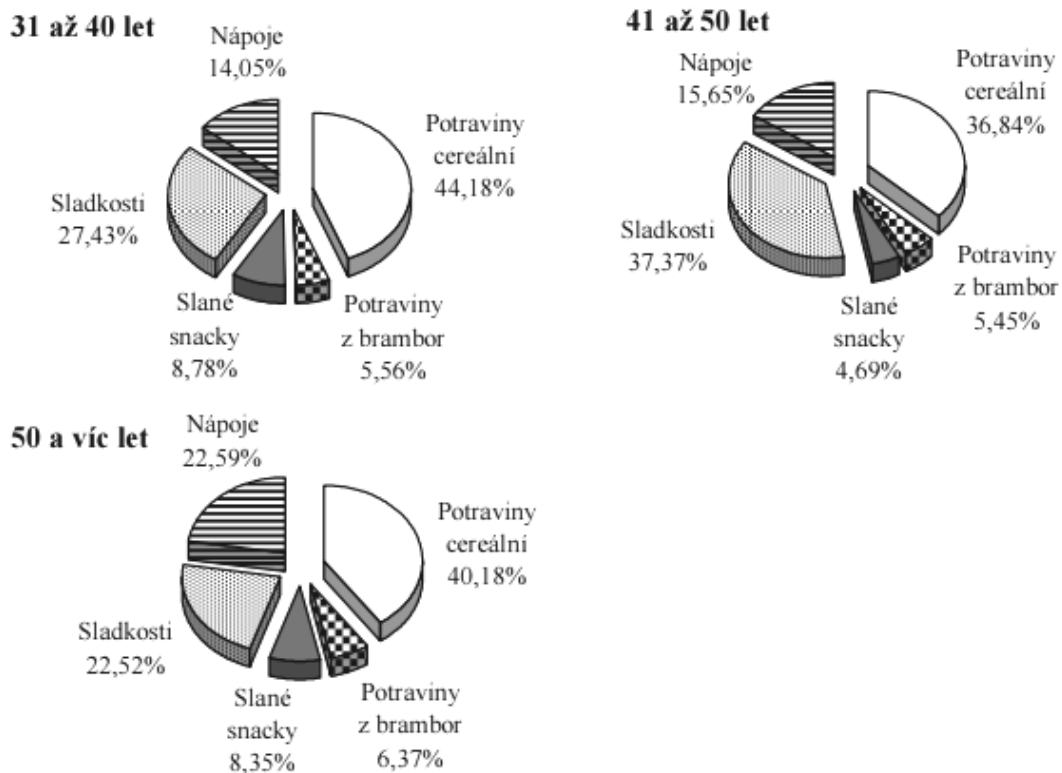 31 až 40 let
Nápoje
14,05%
Potraviny
cereální
44,18%
Sladkosti
27,43%
Slané
snacky
8,78%
Potraviny
z brambor
5,56%
41 až 50 let
Nápoje
15,65%
Potraviny
cereální
36,84%
Sladkosti
37,37%
Slané
snacky
4,69%
Potraviny
z brambor
5,45%
50 a víc let
Nápoje
22,59%
Potraviny
cereální
40,18%
Sladkosti
22,52%
Slané
snacky
8,35%
Potraviny
z brambor
6,37%